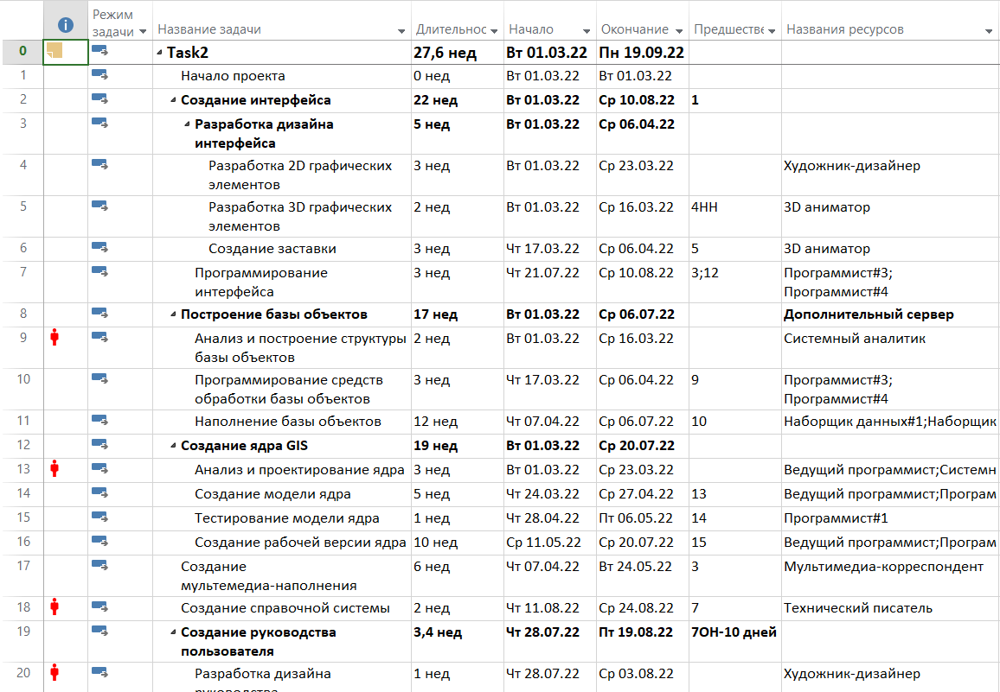 Режим задачи Название задачи Длительнос Начало Окончание Предшестве Названия ресурсов
0 Task2 27,6 нед Вт 01.03.22 Пн 19.09.22
1 Начало проекта 0 нед Вт 01.03.22 Вт 01.03.22
2 Создание интерфейса 22 нед Вт 01.03.22 Ср 10.08.22 1
3 Разработка дизайна 5 нед Вт 01.03.22 Ср 06.04.22
интерфейса
4 Разработка 2D графических 3 нед Вт 01.03.22 Ср 23.03.22 Художник-дизайнер
элементов
5 Разработка 3D графических 2 нед Вт 01.03.22 Ср 16.03.22 4НН 3D аниматор
элементов
6 Создание заставки 3 нед Чт 17.03.22 Ср 06.04.22 5 3D аниматор
7 Программирование 3 нед Чт 21.07.22 Ср 10.08.22 3;12 Программист#3;
интерфейса Программист#4
8 Построение базы объектов 17 нед Вт 01.03.22 Ср 06.07.22 Дополнительный сервер
9 Анализ и построение структуры 2 нед Вт 01.03.22 Ср 16.03.22 Системный аналитик
базы объектов
10 Программирование средств 3 нед Чт 17.03.22 Ср 06.04.22 9 Программист#3;
обработки базы объектов Программист#4
11 Наполнение базы объектов 12 нед Чт 07.04.22 Ср 06.07.22 10 Наборщик данных#1;Наборщик
12 Создание ядра GIS 19 нед Вт 01.03.22 Ср 20.07.22
13 Анализ и проектирование ядра 3 нед Вт 01.03.22 Ср 23.03.22 Ведущий программист;Системн
14 Создание модели ядра 5 нед Чт 24.03.22 Ср 27.04.22 13 Ведущий программист;Програм
15 Тестирование модели ядра 1 нед Чт 28.04.22 Пт 06.05.22 14 Программист#1
16 Создание рабочей версии ядра 10 нед Ср 11.05.22 Ср 20.07.22 15 Ведущий программист;Програм
17 Создание 6 нед Чт 07.04.22 Вт 24.05.22 3 Мультимедиа-корреспондент
мультемедиа-наполнения
18 Создание справочной системы 2 нед Чт 11.08.22 Ср 24.08.22 7 Технический писатель
19 Создание руководства 3,4 нед Чт 28.07.22 Пт 19.08.22 7ОН-10 дней
пользователя
20 Разработка дизайна 1 нед Чт 28.07.22 Ср 03.08.22 Художник-дизайнер